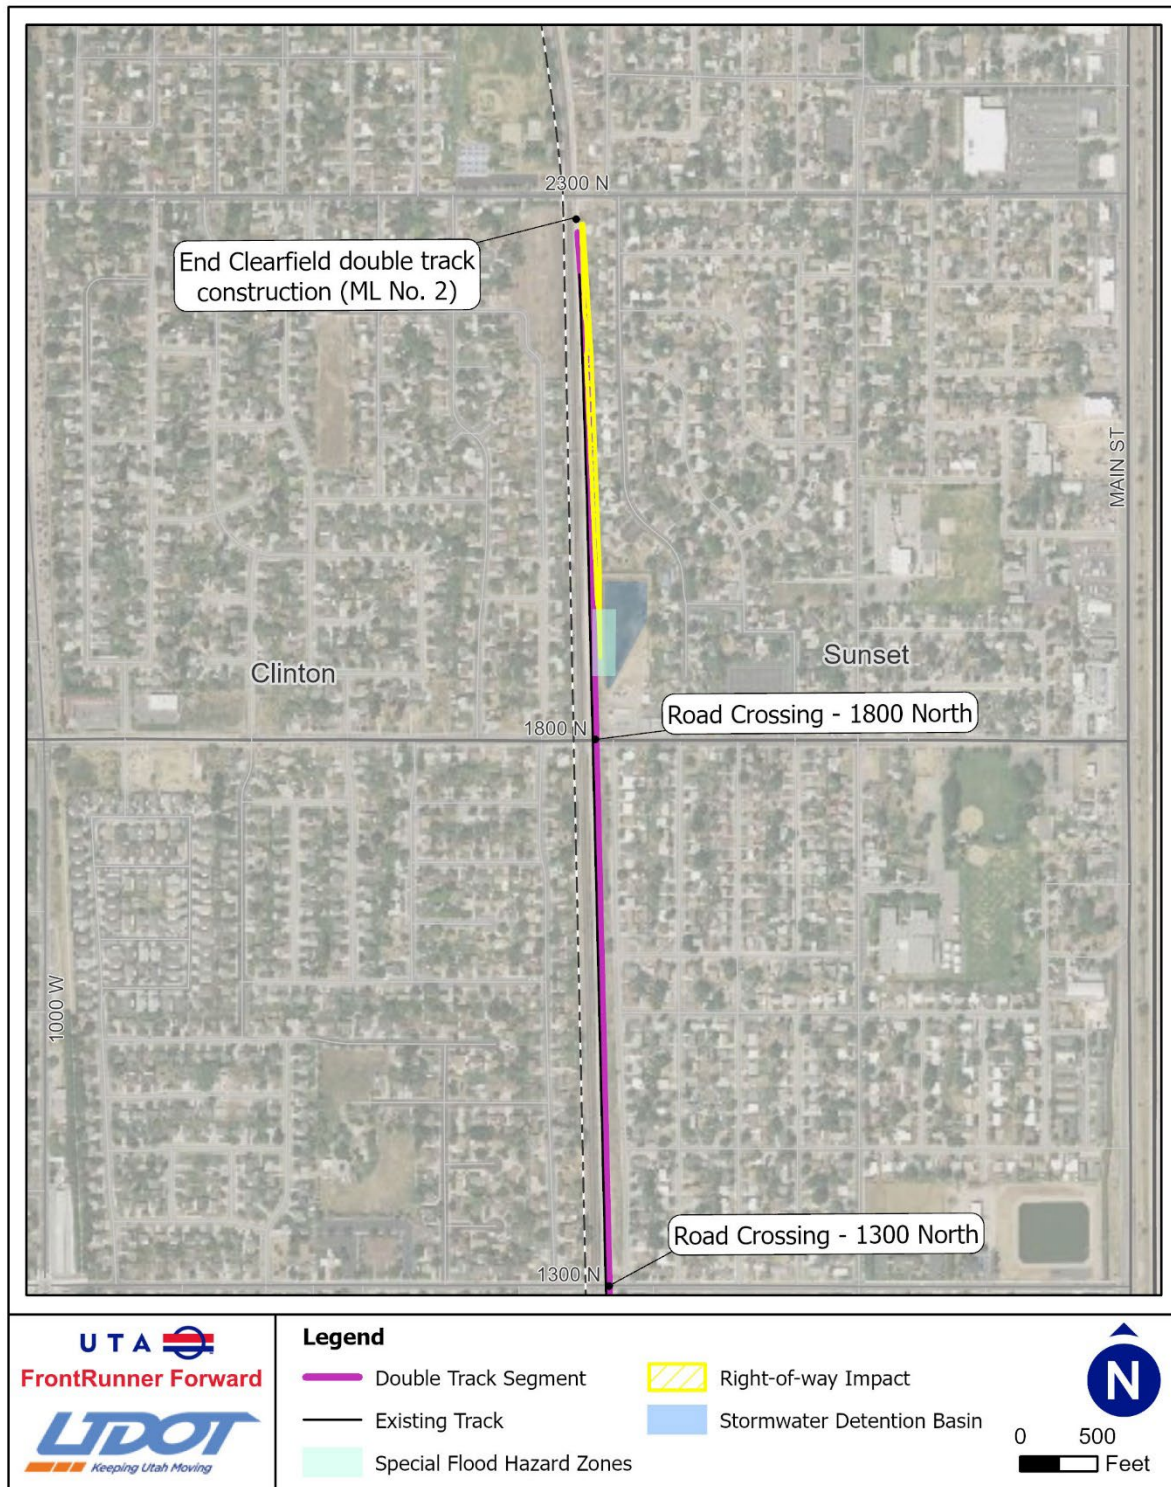 2300 N
End Clearfield double track
construction (ML No. 2)
MAIN ST
Clinton
Sunset
Road Crossing - 1800 North
1800 N
1000 W
Road Crossing - 1300 North
1300 N
UTA
FrontRunner Forward
UDOT
Keeping Utah Moving
Legend
Double Track Segment
Existing Track
Special Flood Hazard Zones
Right-of-way Impact
Stormwater Detention Basin
N
0 500
Feet